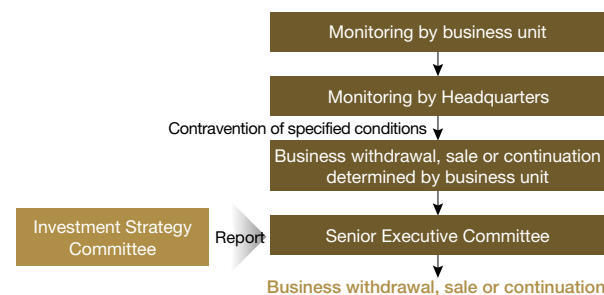 Monitoring by business unit
Monitoring by Headquarters
Contravention of specified conditions
Business withdrawal, sale or continuation
determined by business unit
Investment Strategy
Committee
Report
Senior Executive Committee
Business withdrawal, sale or continuation